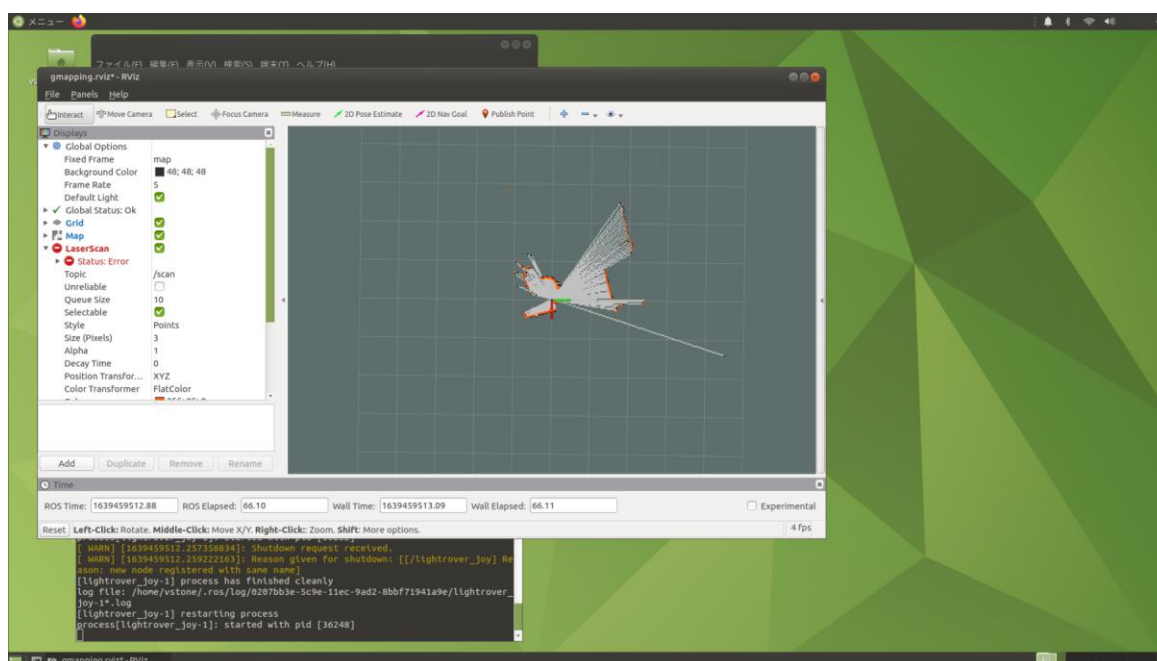 メニュー
ファイル(F) 編集(E) 表示(V) 検索(S) 端末(T) ヘルプ(H)
gmapping.rviz* - RViz
File Panels Help
Interact Move Camera Select Focus Camera Measure 2D Pose Estimate 2D Nav Goal Publish Point
Displays
Global Options
Fixed Frame map
Background Color 48; 48; 48
Frame Rate 5
Default Light
Global Status: Ok
Grid
Map
LaserScan
Status: Error
Topic /scan
Unreliable
Queue Size 10
Selectable
Style Points
Size (Pixels) 3
Alpha 1
Decay Time 0
Position Transfor... XYZ
Color Transformer FlatColor
Add Duplicate Remove Rename
Time
ROS Time: 1639459512.88 ROS Elapsed: 66.10 Wall Time: 1639459513.09 Wall Elapsed: 66.11 Experimental
Reset Left-Click: Rotate. Middle-Click: Move X/Y. Right-Click:: Zoom. Shift: More options. 4 fps
[ WARN] [1639459512.257356834]: Shutdown request received.
[ WARN] [1639459512.259222163]: Reason given for shutdown: [[/lightrover_joy] Re
ason: new node registered with same name]
[lightrover_joy-1] process has finished cleanly
log file: /home/vstone/.ros/log/0207bb3e-5c9e-11ec-9ad2-8bbf71941a9e/lightrover_
joy-1*.log
[lightrover_joy-1] restarting process
process[lightrover_joy-1]: started with pid [36248]
gmapping.rviz* - RViz